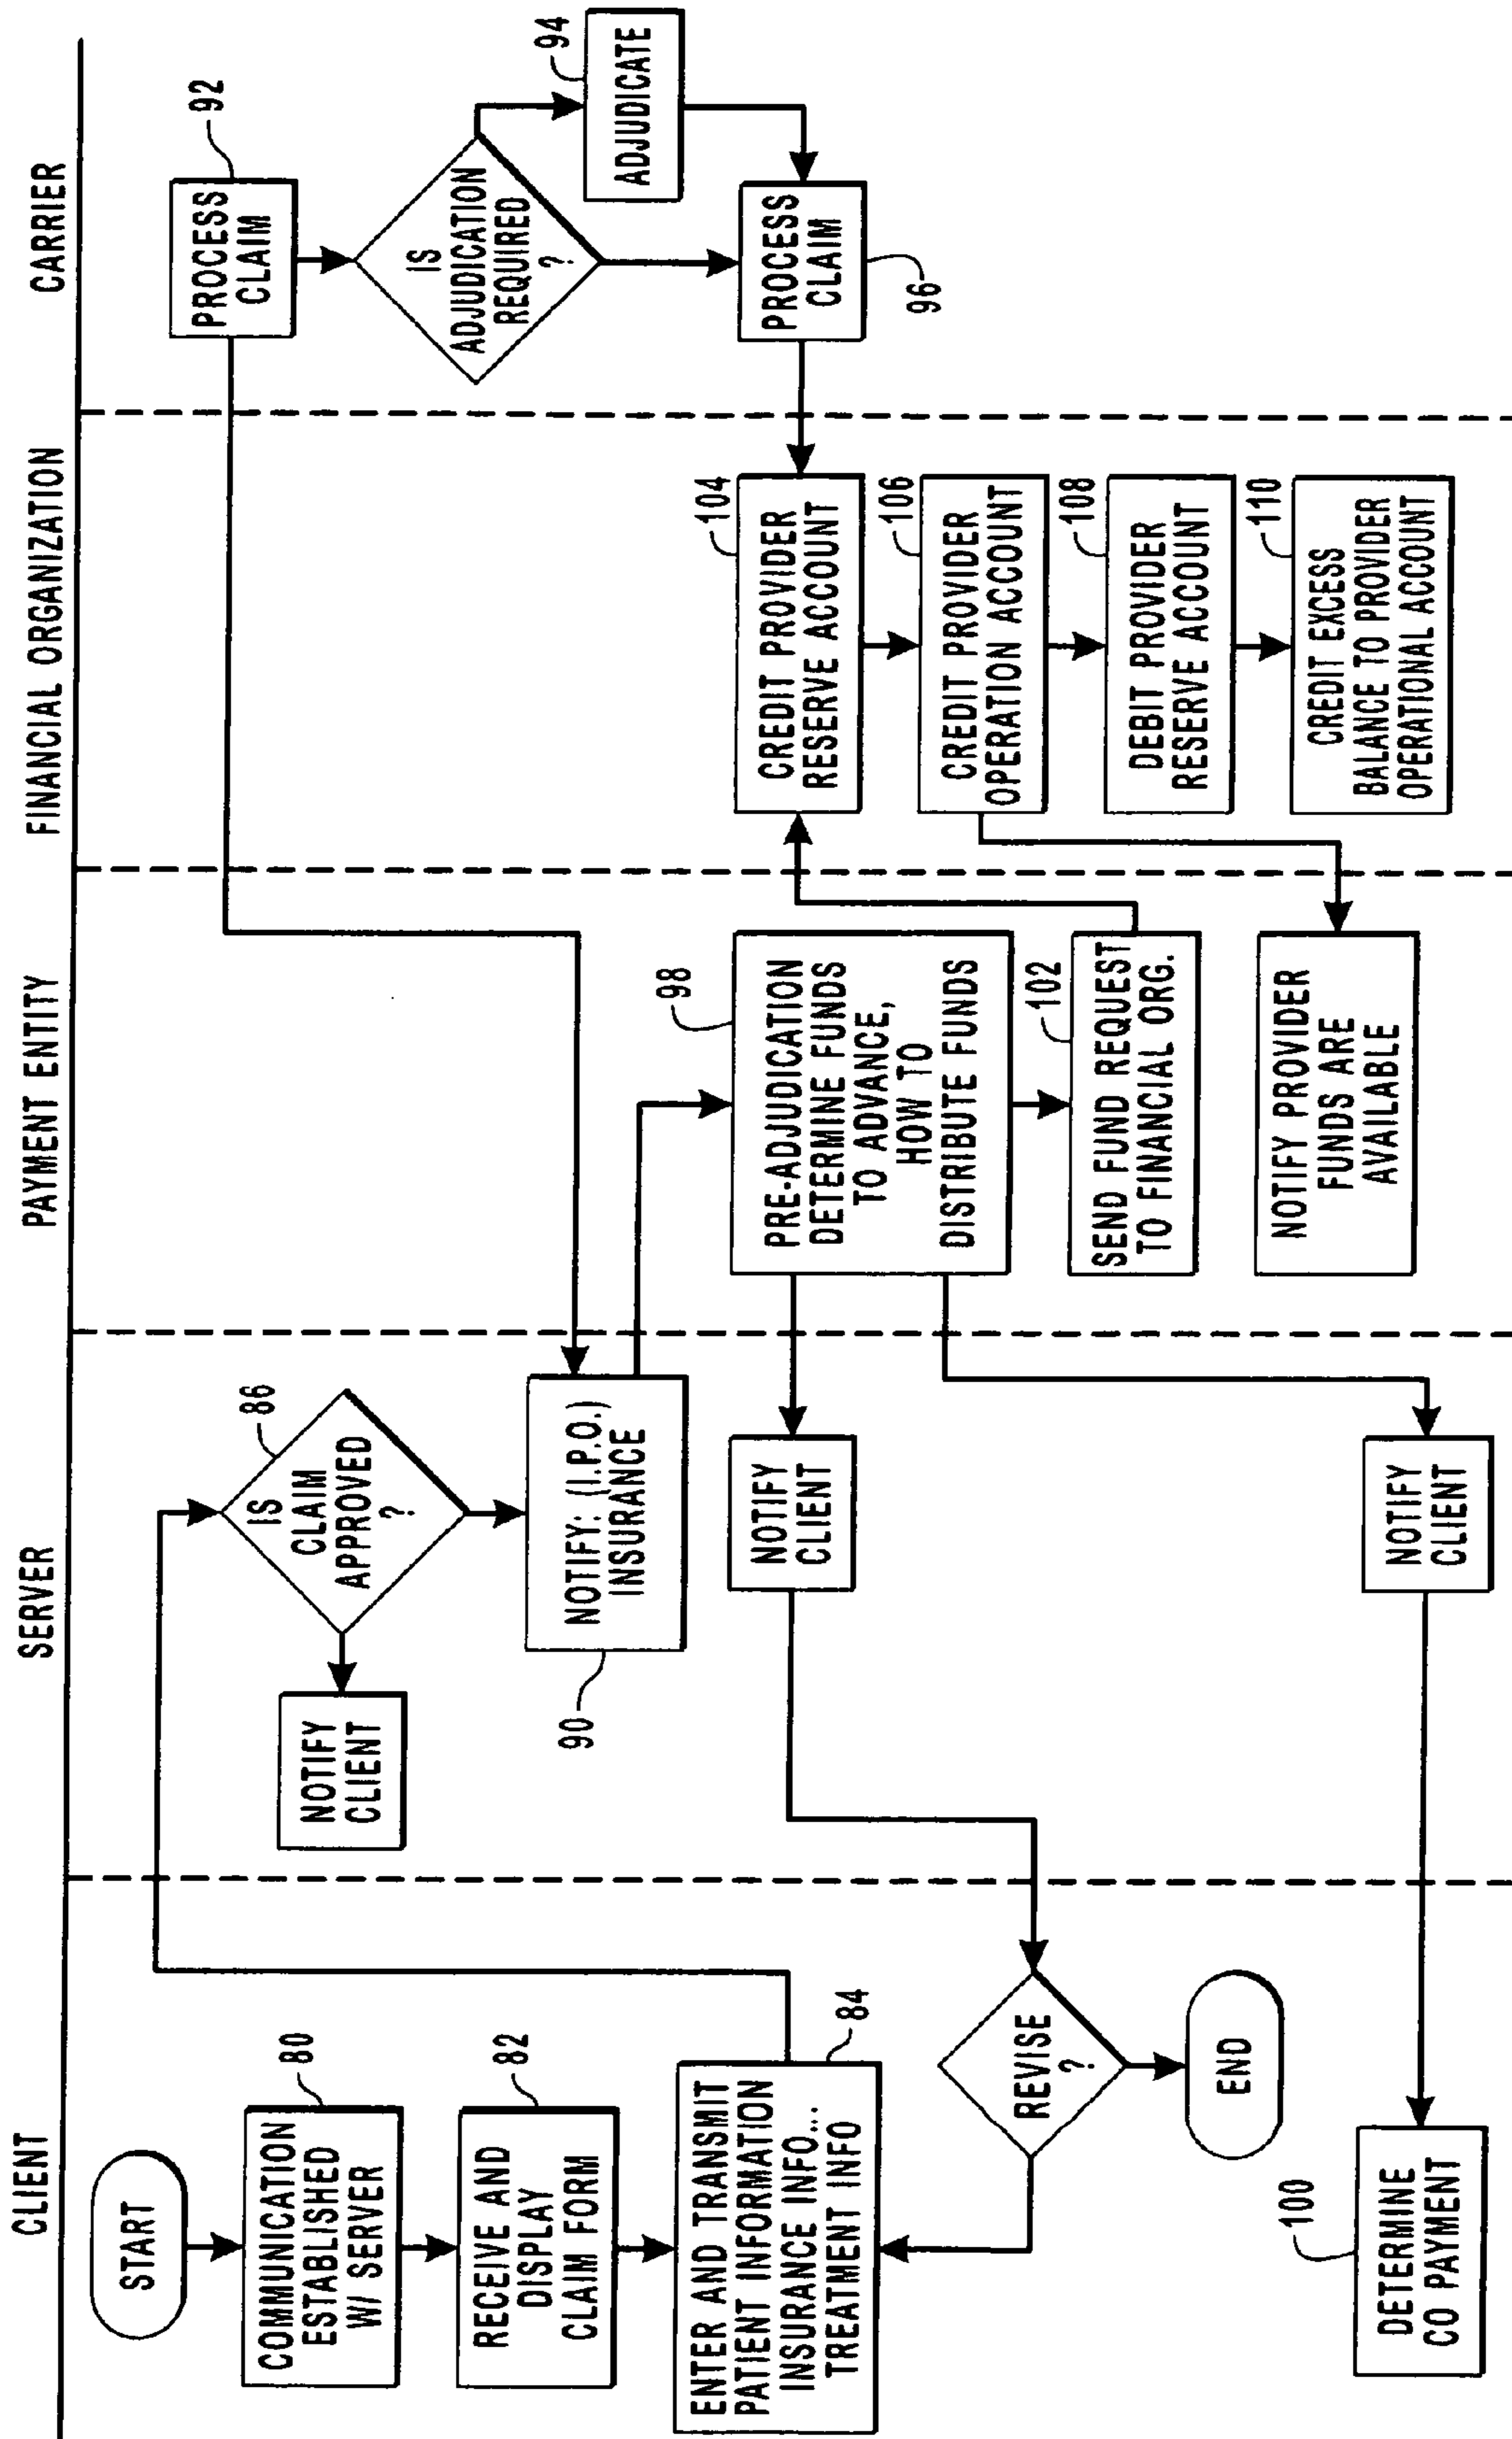 CLIENT
SERVER
PAYMENT ENTITY
FINANCIAL ORGANIZATION
CARRIER
START
COMMUNICATION
ESTABLISHED
W/ SERVER
80
RECEIVE AND
DISPLAY
CLAIM FORM
82
ENTER AND TRANSMIT
PATIENT INFORMATION
INSURANCE INFO...
TREATMENT INFO
84
REVISE
?
END
DETERMINE
CO PAYMENT
100
IS
CLAIM
APPROVED
?
86
NOTIFY
CLIENT
NOTIFY: (I.P.O.)
INSURANCE
90
NOTIFY
CLIENT
NOTIFY
CLIENT
PRE-ADJUDICATION
DETERMINE FUNDS
TO ADVANCE,
HOW TO
DISTRIBUTE FUNDS
98
SEND FUND REQUEST
TO FINANCIAL ORG.
102
NOTIFY PROVIDER
FUNDS ARE
AVAILABLE
CREDIT PROVIDER
RESERVE ACCOUNT
104
CREDIT PROVIDER
OPERATION ACCOUNT
106
DEBIT PROVIDER
RESERVE ACCOUNT
108
CREDIT EXCESS
BALANCE TO PROVIDER
OPERATIONAL ACCOUNT
110
PROCESS
CLAIM
92
IS
ADJUDICATION
REQUIRED
?
ADJUDICATE
94
PROCESS
CLAIM
96